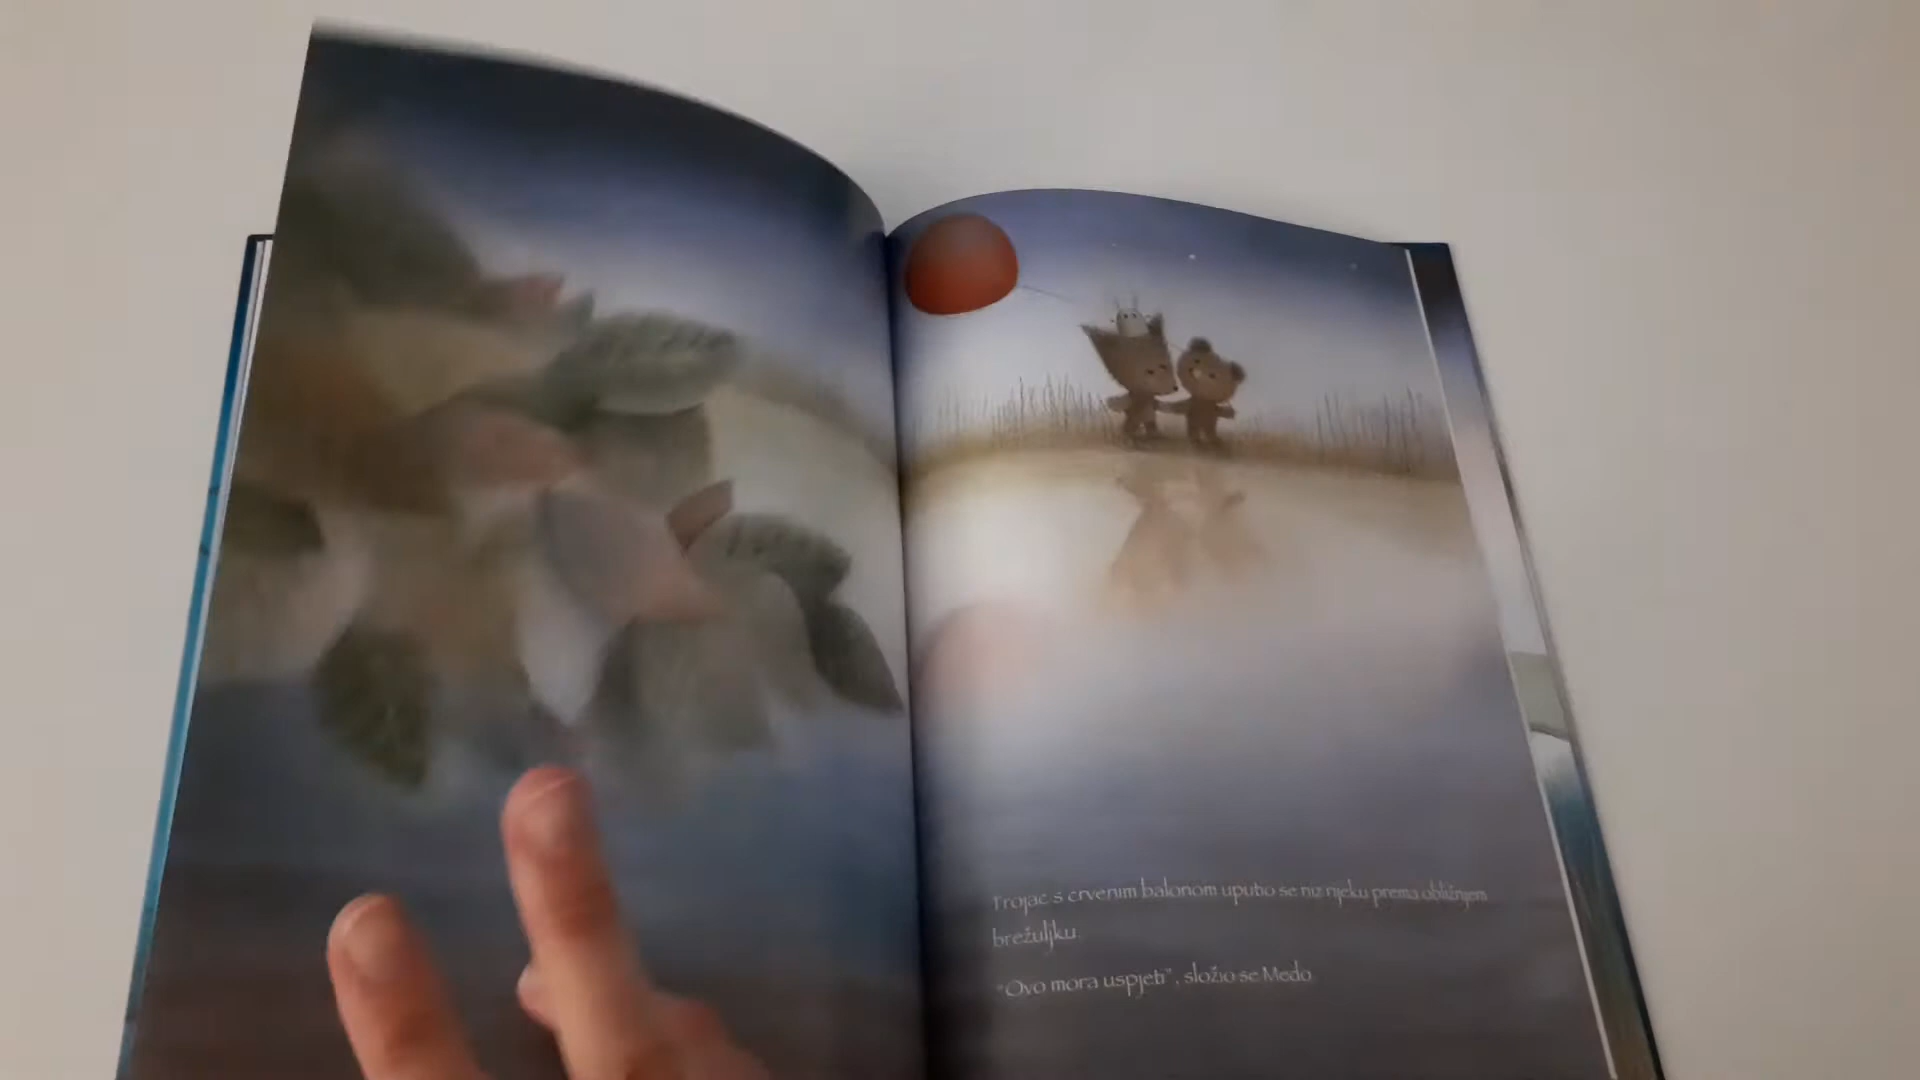 Trojac s crvenim balonom uputio se niz rijeku prema obližnjem
brežuljku.
"Ovo mora uspjeti", složio se Medo.